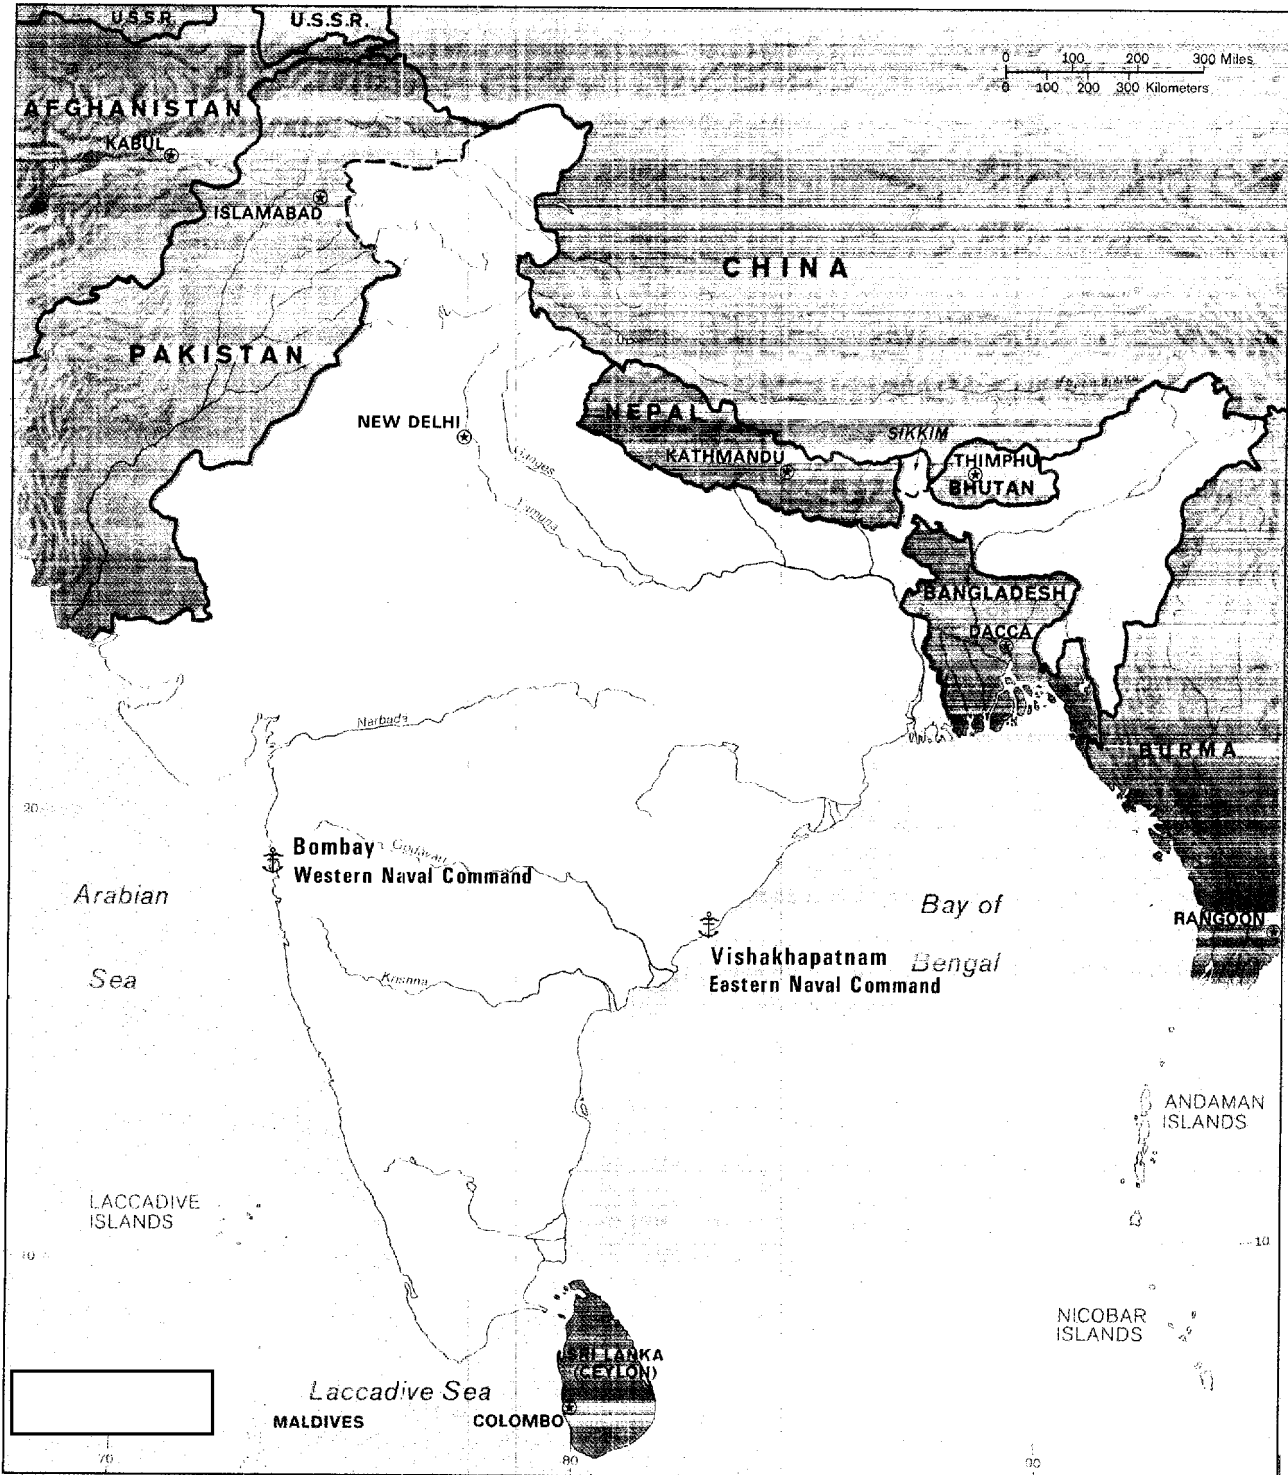 U.S.S.R.
U.S.S.R.
0 100 200 300 Miles
0 100 200 300 Kilometers
AFGHANISTAN
KABUL
ISLAMABAD
CHINA
PAKISTAN
NEW DELHI
NEPAL
KATHMANDU
SIKKIM
THIMPHU
BHUTAN
Ganges
Yamuna
BANGLADESH
DACCA
Narbada
BURMA
20
Bombay
Godavari
Western Naval Command
Arabian
Sea
Bay of
Bengal
RANGOON
Vishakhapatnam
Eastern Naval Command
Krishna
ANDAMAN
ISLANDS
LACCADIVE
ISLANDS
10
10
NICOBAR
ISLANDS
SRI LANKA
(CEYLON)
Laccadive Sea
MALDIVES
COLOMBO
70
80
90